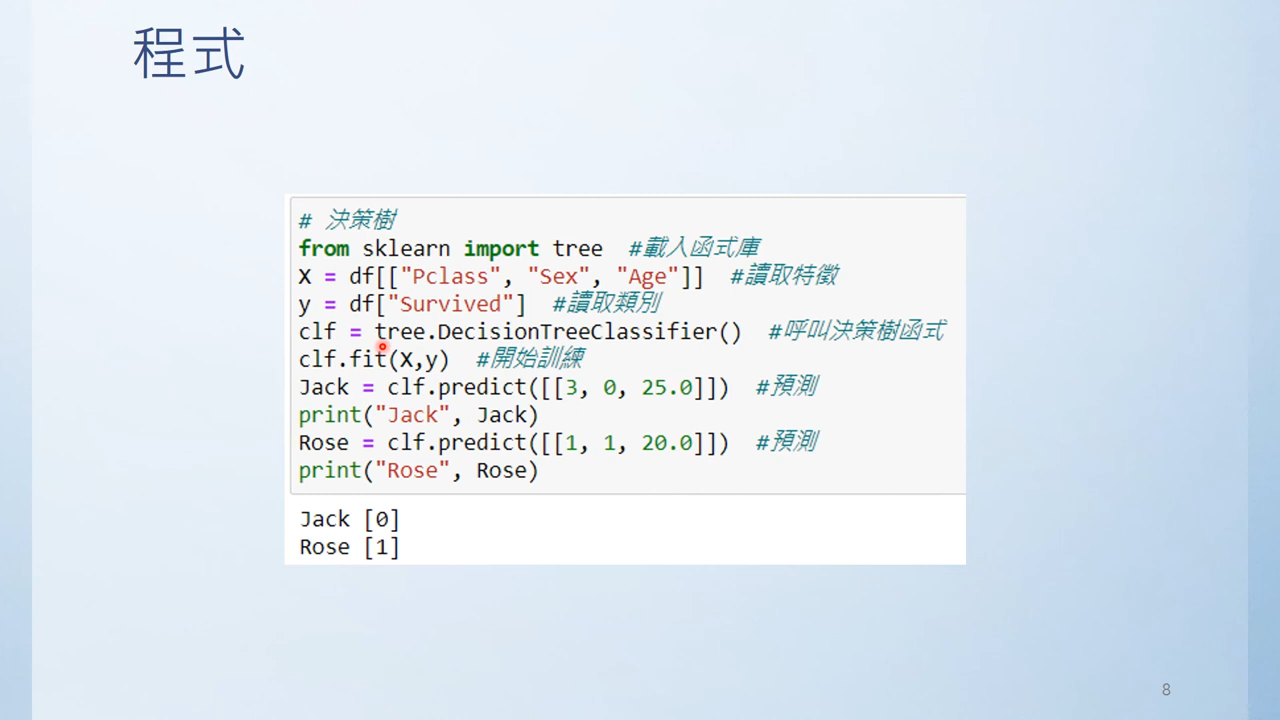 程式
# 決策樹
from sklearn import tree  #載入函式庫
X = df[["Pclass", "Sex", "Age"]]  #讀取特徵
y = df["Survived"]  #讀取類別
clf = tree.DecisionTreeClassifier()  #呼叫決策樹函式
clf.fit(X,y)  #開始訓練
Jack = clf.predict([[3, 0, 25.0]])  #預測
print("Jack", Jack)
Rose = clf.predict([[1, 1, 20.0]])  #預測
print("Rose", Rose)
Jack [0]
Rose [1]
8